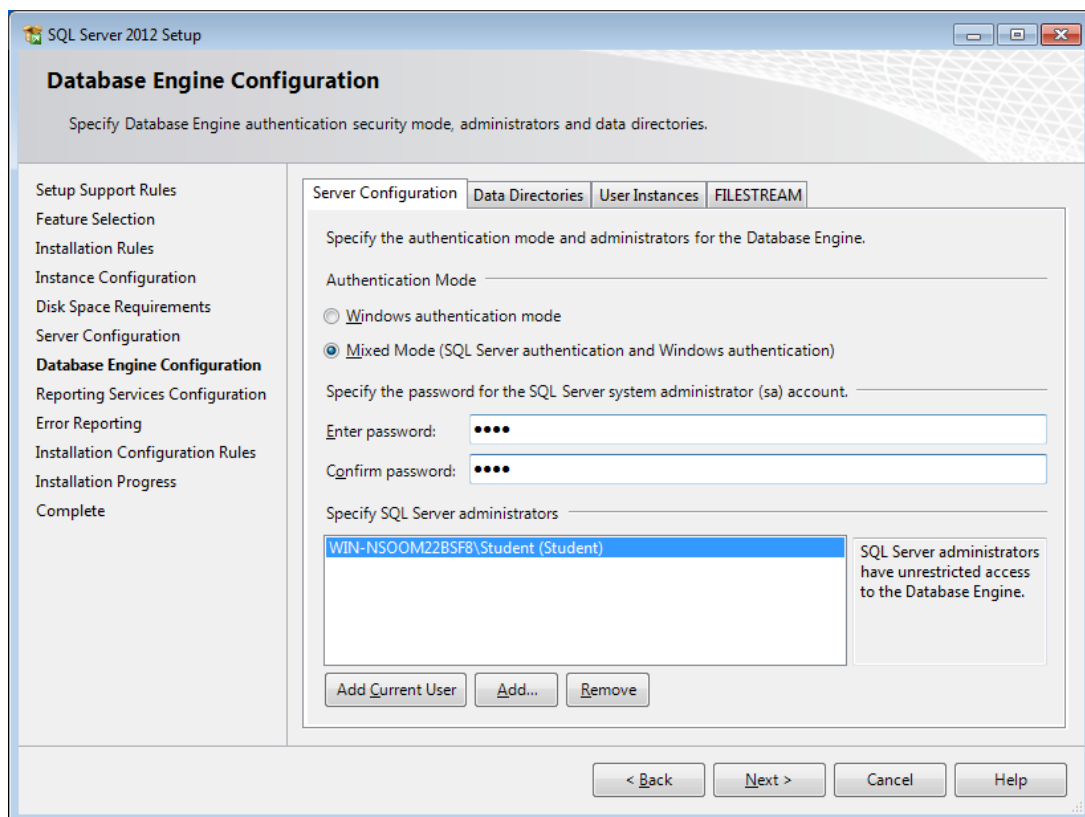 SQL Server 2012 Setup
Database Engine Configuration
Specify Database Engine authentication security mode, administrators and data directories.
Setup Support Rules
Feature Selection
Installation Rules
Instance Configuration
Disk Space Requirements
Server Configuration
Database Engine Configuration
Reporting Services Configuration
Error Reporting
Installation Configuration Rules
Installation Progress
Complete
Server Configuration Data Directories User Instances FILESTREAM
Specify the authentication mode and administrators for the Database Engine.
Authentication Mode
Windows authentication mode
Mixed Mode (SQL Server authentication and Windows authentication)
Specify the password for the SQL Server system administrator (sa) account.
Enter password: ••••
Confirm password: ••••
Specify SQL Server administrators
WIN-NSOOM22BSF8\Student (Student)
SQL Server administrators
have unrestricted access
to the Database Engine.
Add Current User Add... Remove
< Back Next > Cancel Help